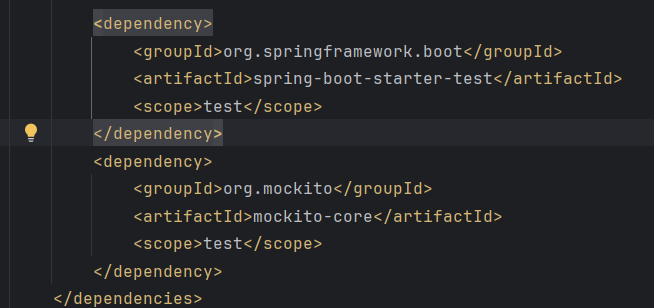 <dependency>
<groupId>org.springframework.boot</groupId>
<artifactId>spring-boot-starter-test</artifactId>
<scope>test</scope>
</dependency>
<dependency>
<groupId>org.mockito</groupId>
<artifactId>mockito-core</artifactId>
<scope>test</scope>
</dependency>
</dependencies>